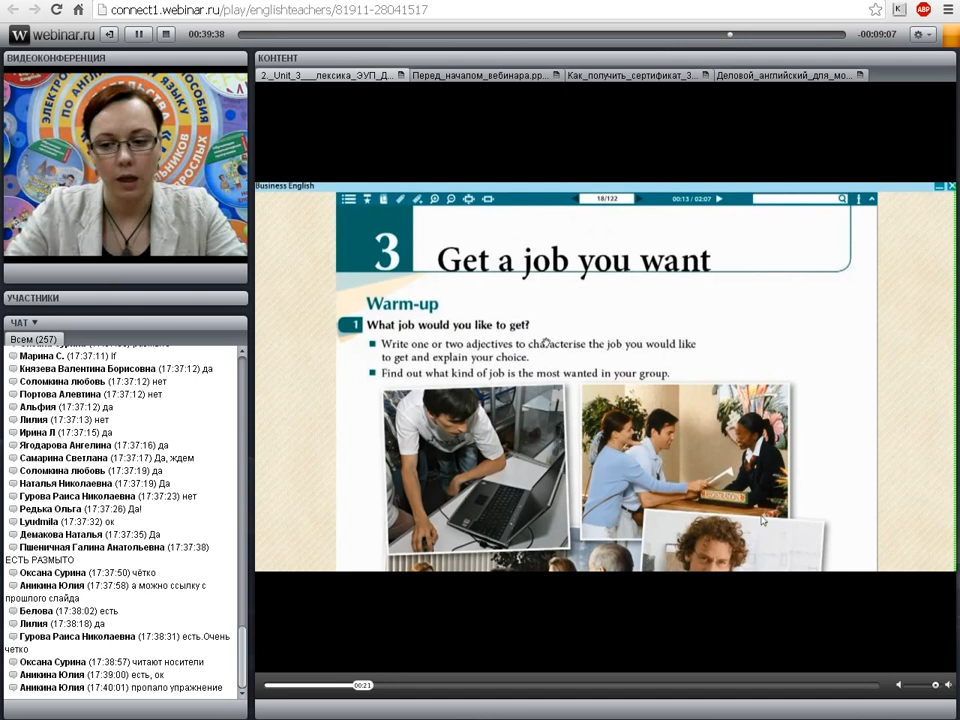 connect1.webinar.ru/play/englishteachers/81911-28041517
K
ABP
W webinar.ru
00:39:38
-00:09:07
ВИДЕОКОНФЕРЕНЦИЯ
УЧАСТНИКИ
ЧАТ
Всем (257)
Марина С. (17:37:11) If
Князева Валентина Борисовна (17:37:12) да
Соломкина любовь (17:37:12) нет
Портова Алевтина (17:37:12) нет
Альфия (17:37:12) да
Лилия (17:37:13) нет
Ирина Л (17:37:15) да
Ягодарова Ангелина (17:37:16) да
Самарина Светлана (17:37:17) Да, ждем
Соломкина любовь (17:37:19) да
Наталья Николаевна (17:37:19) Да
Гурова Раиса Николаевна (17:37:23) нет
Редька Ольга (17:37:26) Да!
Lyudmila (17:37:32) ок
Демакова Наталья (17:37:35) Да
Пшеничная Галина Анатольевна (17:37:38)
ЕСТЬ РАЗМЫТО
Оксана Сурина (17:37:50) чётко
Аникина Юлия (17:37:58) а можно ссылку с
прошлого слайда
Белова (17:38:02) есть
Лилия (17:38:18) да
Гурова Раиса Николаевна (17:38:31) есть.Очень
четко
Оксана Сурина (17:38:57) читают носители
Аникина Юлия (17:39:00) есть, ок
Аникина Юлия (17:40:01) пропало упражнение
КОНТЕНТ
2._Unit_3___лексика_ЭУП_Д...
Перед_началом_вебинара.pp...
Как_получить_сертификат_3...
Деловой_английский_для_мо...
Business English
18/122
00:13 / 02:07
3 Get a job you want
Warm-up
1 What job would you like to get?
Write one or two adjectives to characterise the job you would like
to get and explain your choice.
Find out what kind of job is the most wanted in your group.
REGISTRATION
00:21